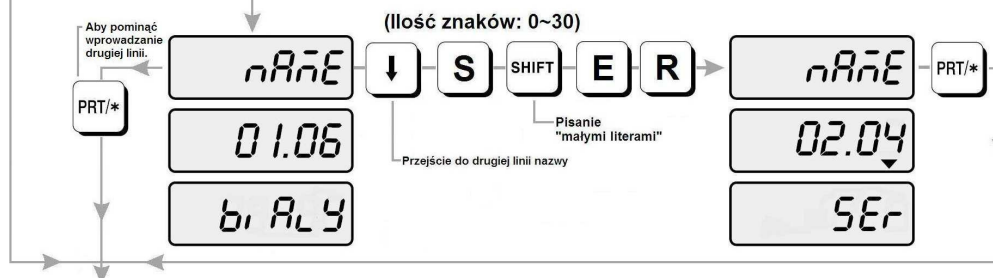 (Ilość znaków: 0~30)
Aby pominąć
wprowadzanie
drugiej linii.
PRT/*
nAmE
01.06
bi ALY
↓ S SHIFT E R
Przejście do drugiej linii nazwy
Pisanie
"małymi literami"
nAmE
02.04
SEr
PRT/*